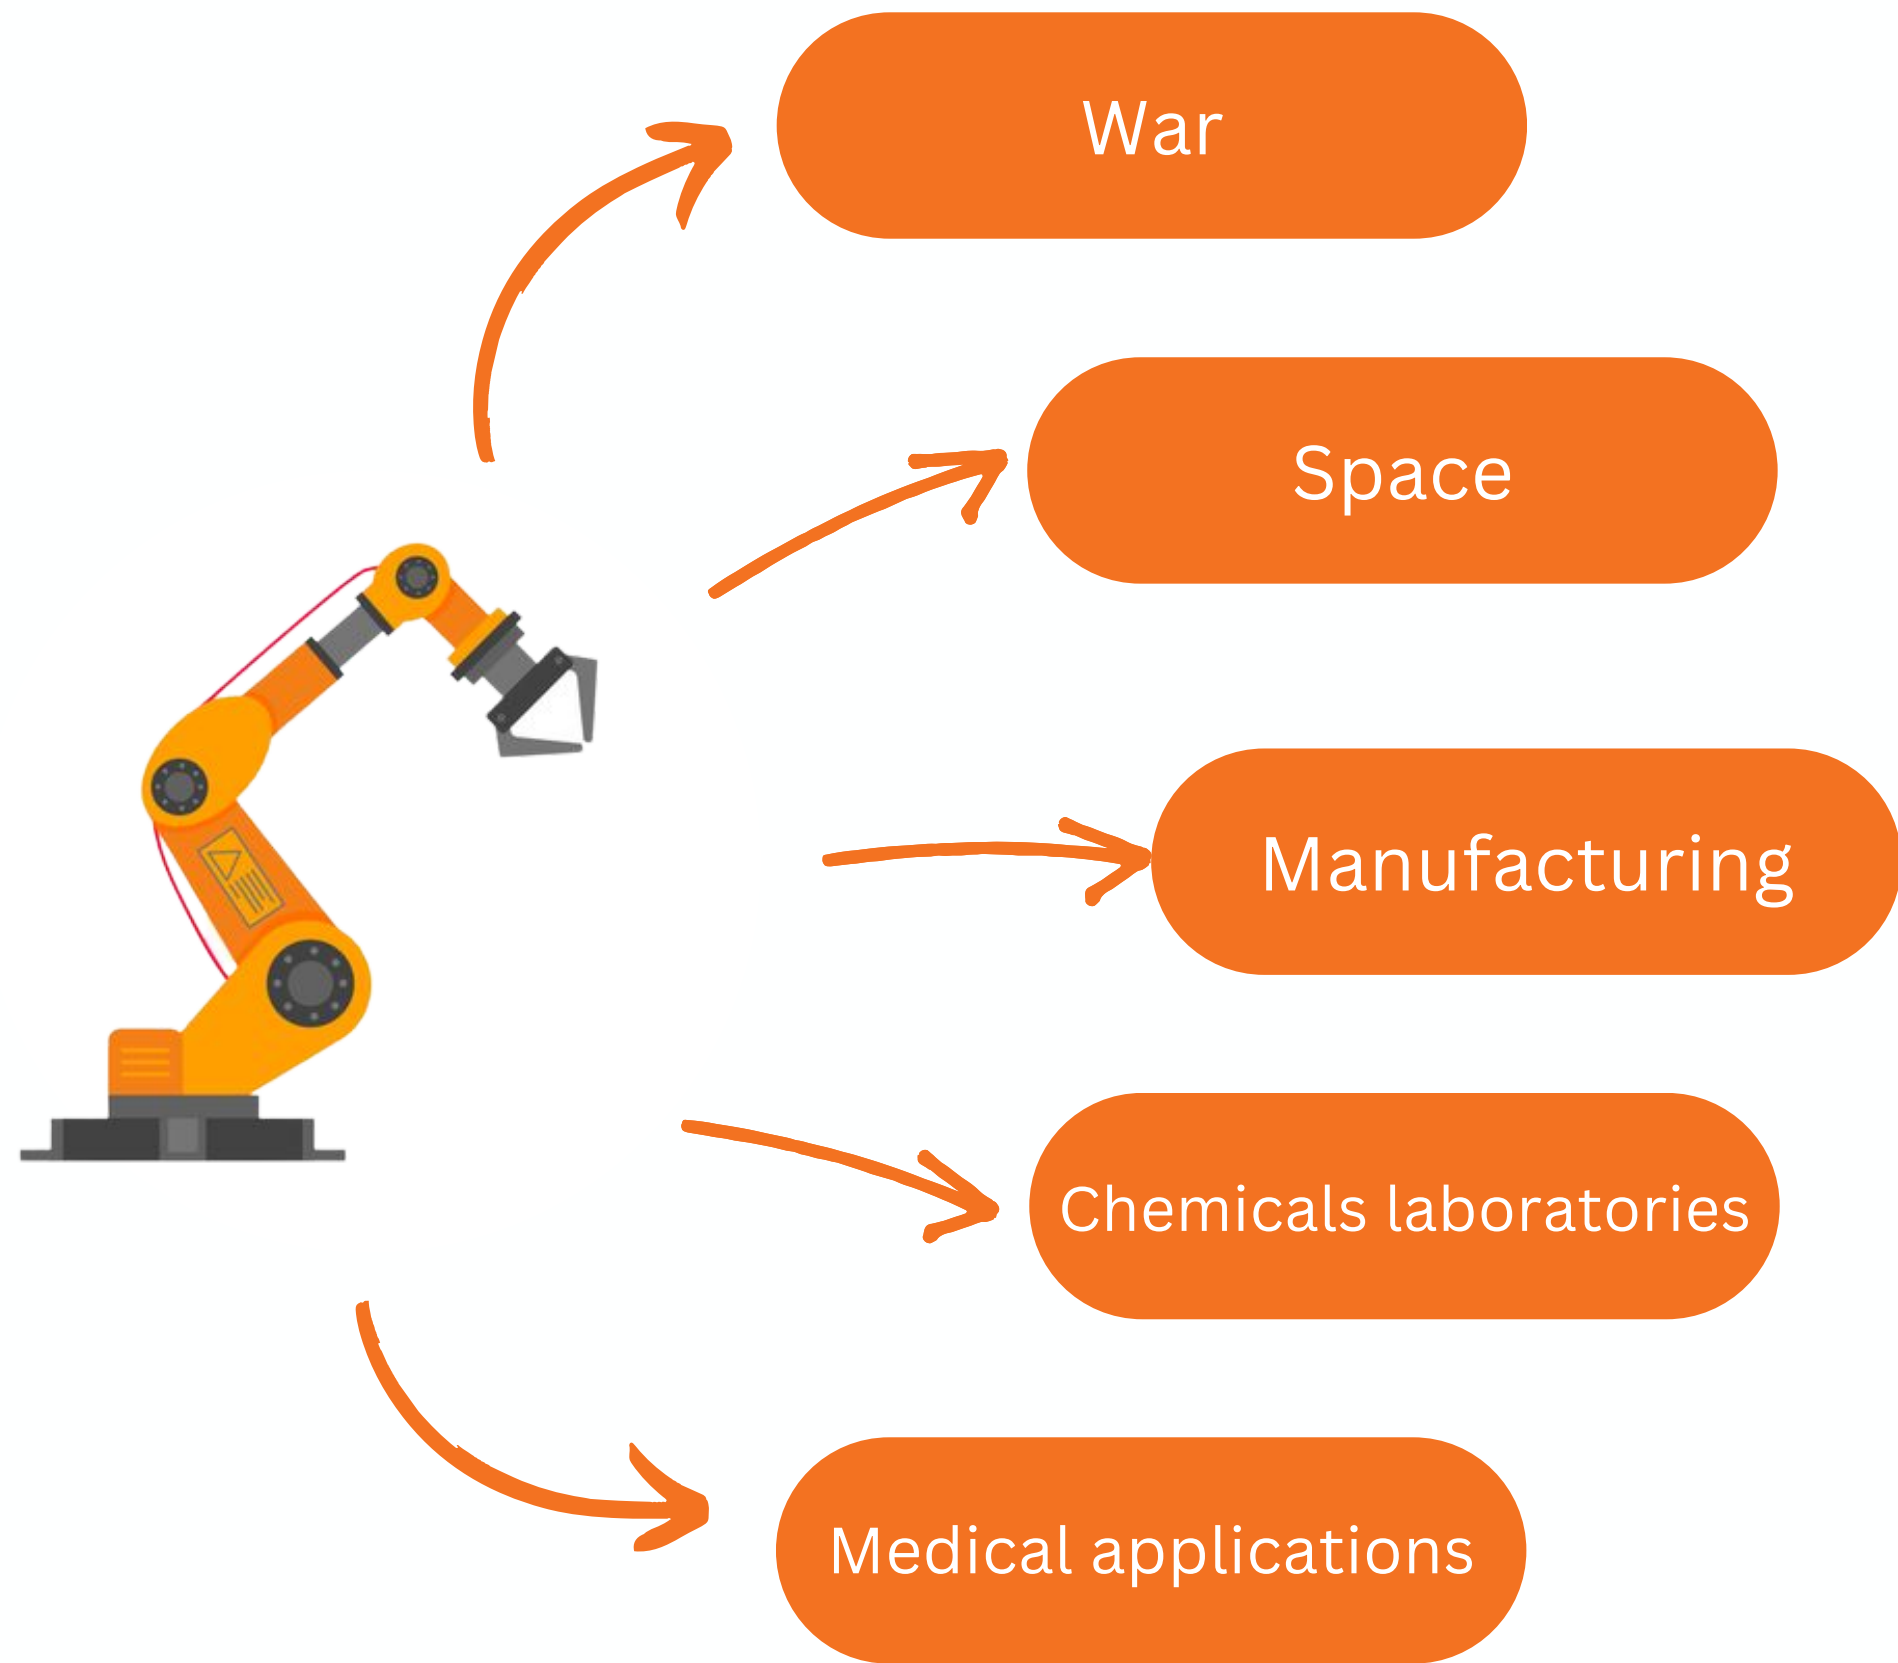 War
Space
Manufacturing
Chemicals laboratories
Medical applications